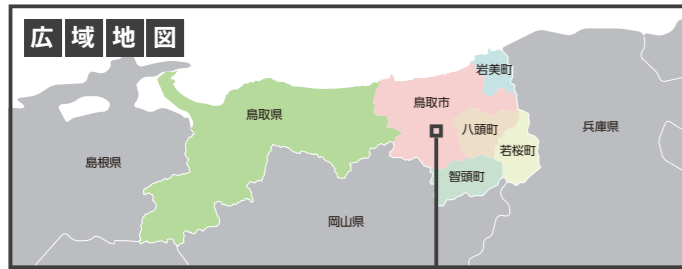 広域地図
岩美町
鳥取市
鳥取県
八頭町
兵庫県
若桜町
島根県
智頭町
岡山県